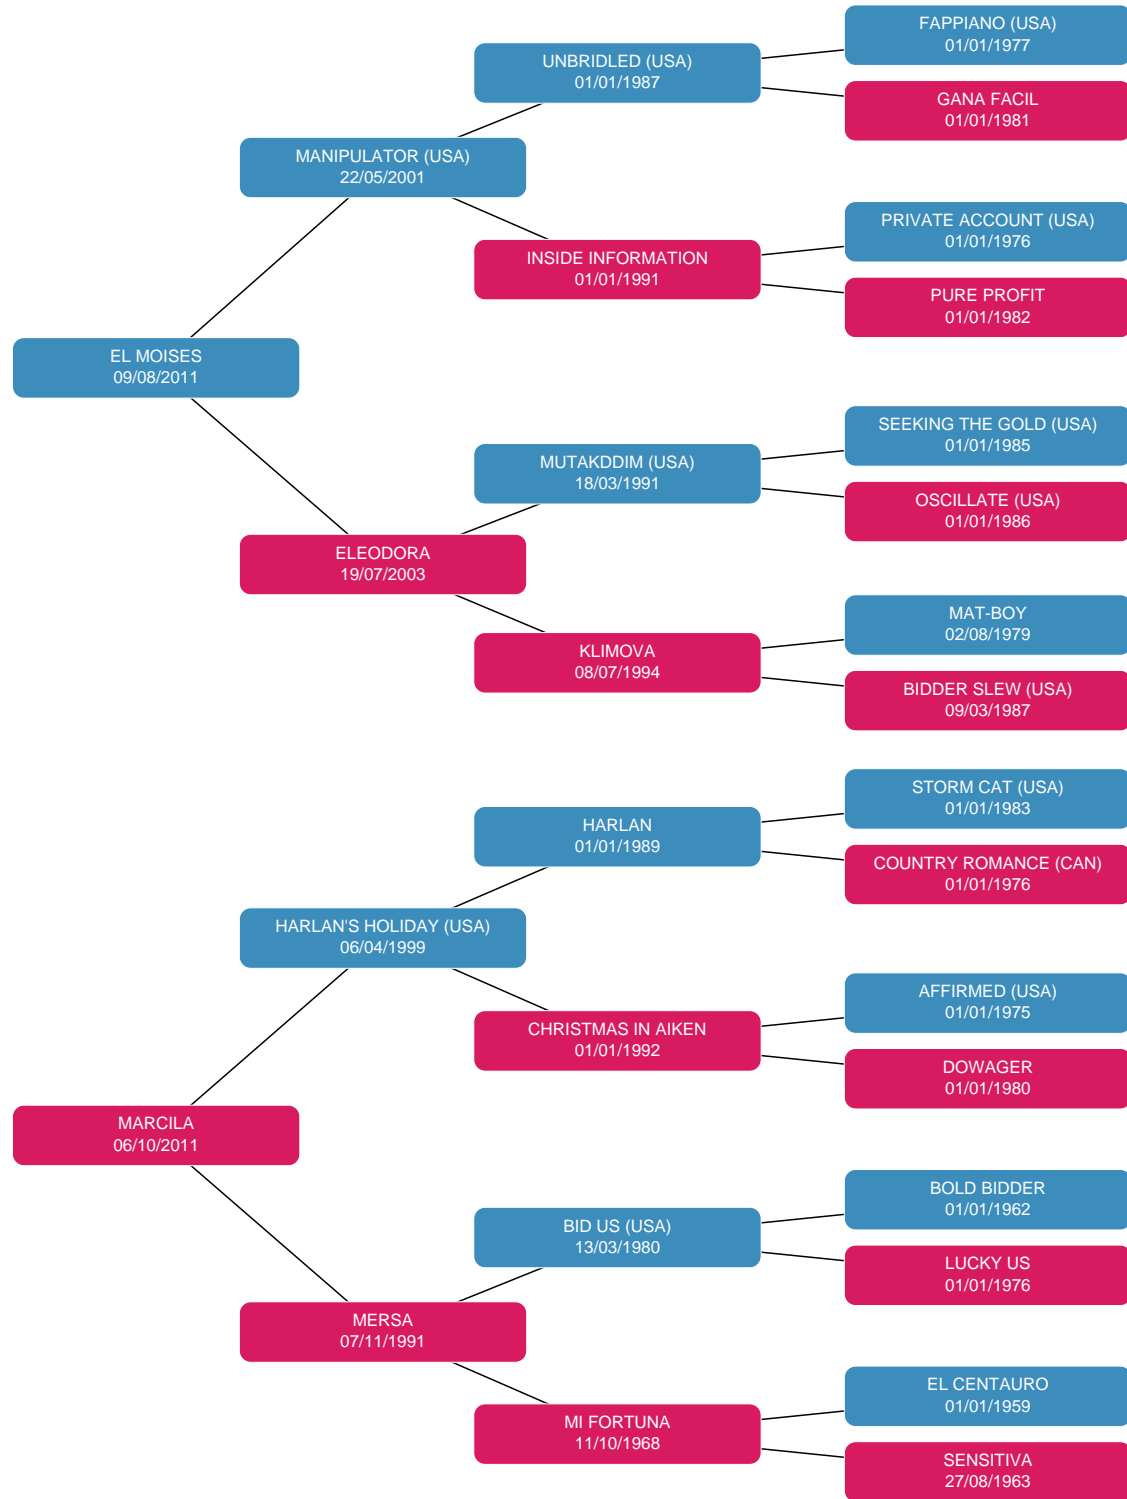 FAPPIANO (USA)
01/01/1977
UNBRIDLED (USA)
01/01/1987
GANA FACIL
01/01/1981
MANIPULATOR (USA)
22/05/2001
PRIVATE ACCOUNT (USA)
01/01/1976
INSIDE INFORMATION
01/01/1991
PURE PROFIT
01/01/1982
EL MOISES
09/08/2011
SEEKING THE GOLD (USA)
01/01/1985
MUTAKDDIM (USA)
18/03/1991
OSCILLATE (USA)
01/01/1986
ELEODORA
19/07/2003
MAT-BOY
02/08/1979
KLIMOVA
08/07/1994
BIDDER SLEW (USA)
09/03/1987
STORM CAT (USA)
01/01/1983
HARLAN
01/01/1989
COUNTRY ROMANCE (CAN)
01/01/1976
HARLAN'S HOLIDAY (USA)
06/04/1999
AFFIRMED (USA)
01/01/1975
CHRISTMAS IN AIKEN
01/01/1992
DOWAGER
01/01/1980
MARCILA
06/10/2011
BOLD BIDDER
01/01/1962
BID US (USA)
13/03/1980
LUCKY US
01/01/1976
MERSA
07/11/1991
EL CENTAURO
01/01/1959
MI FORTUNA
11/10/1968
SENSITIVA
27/08/1963